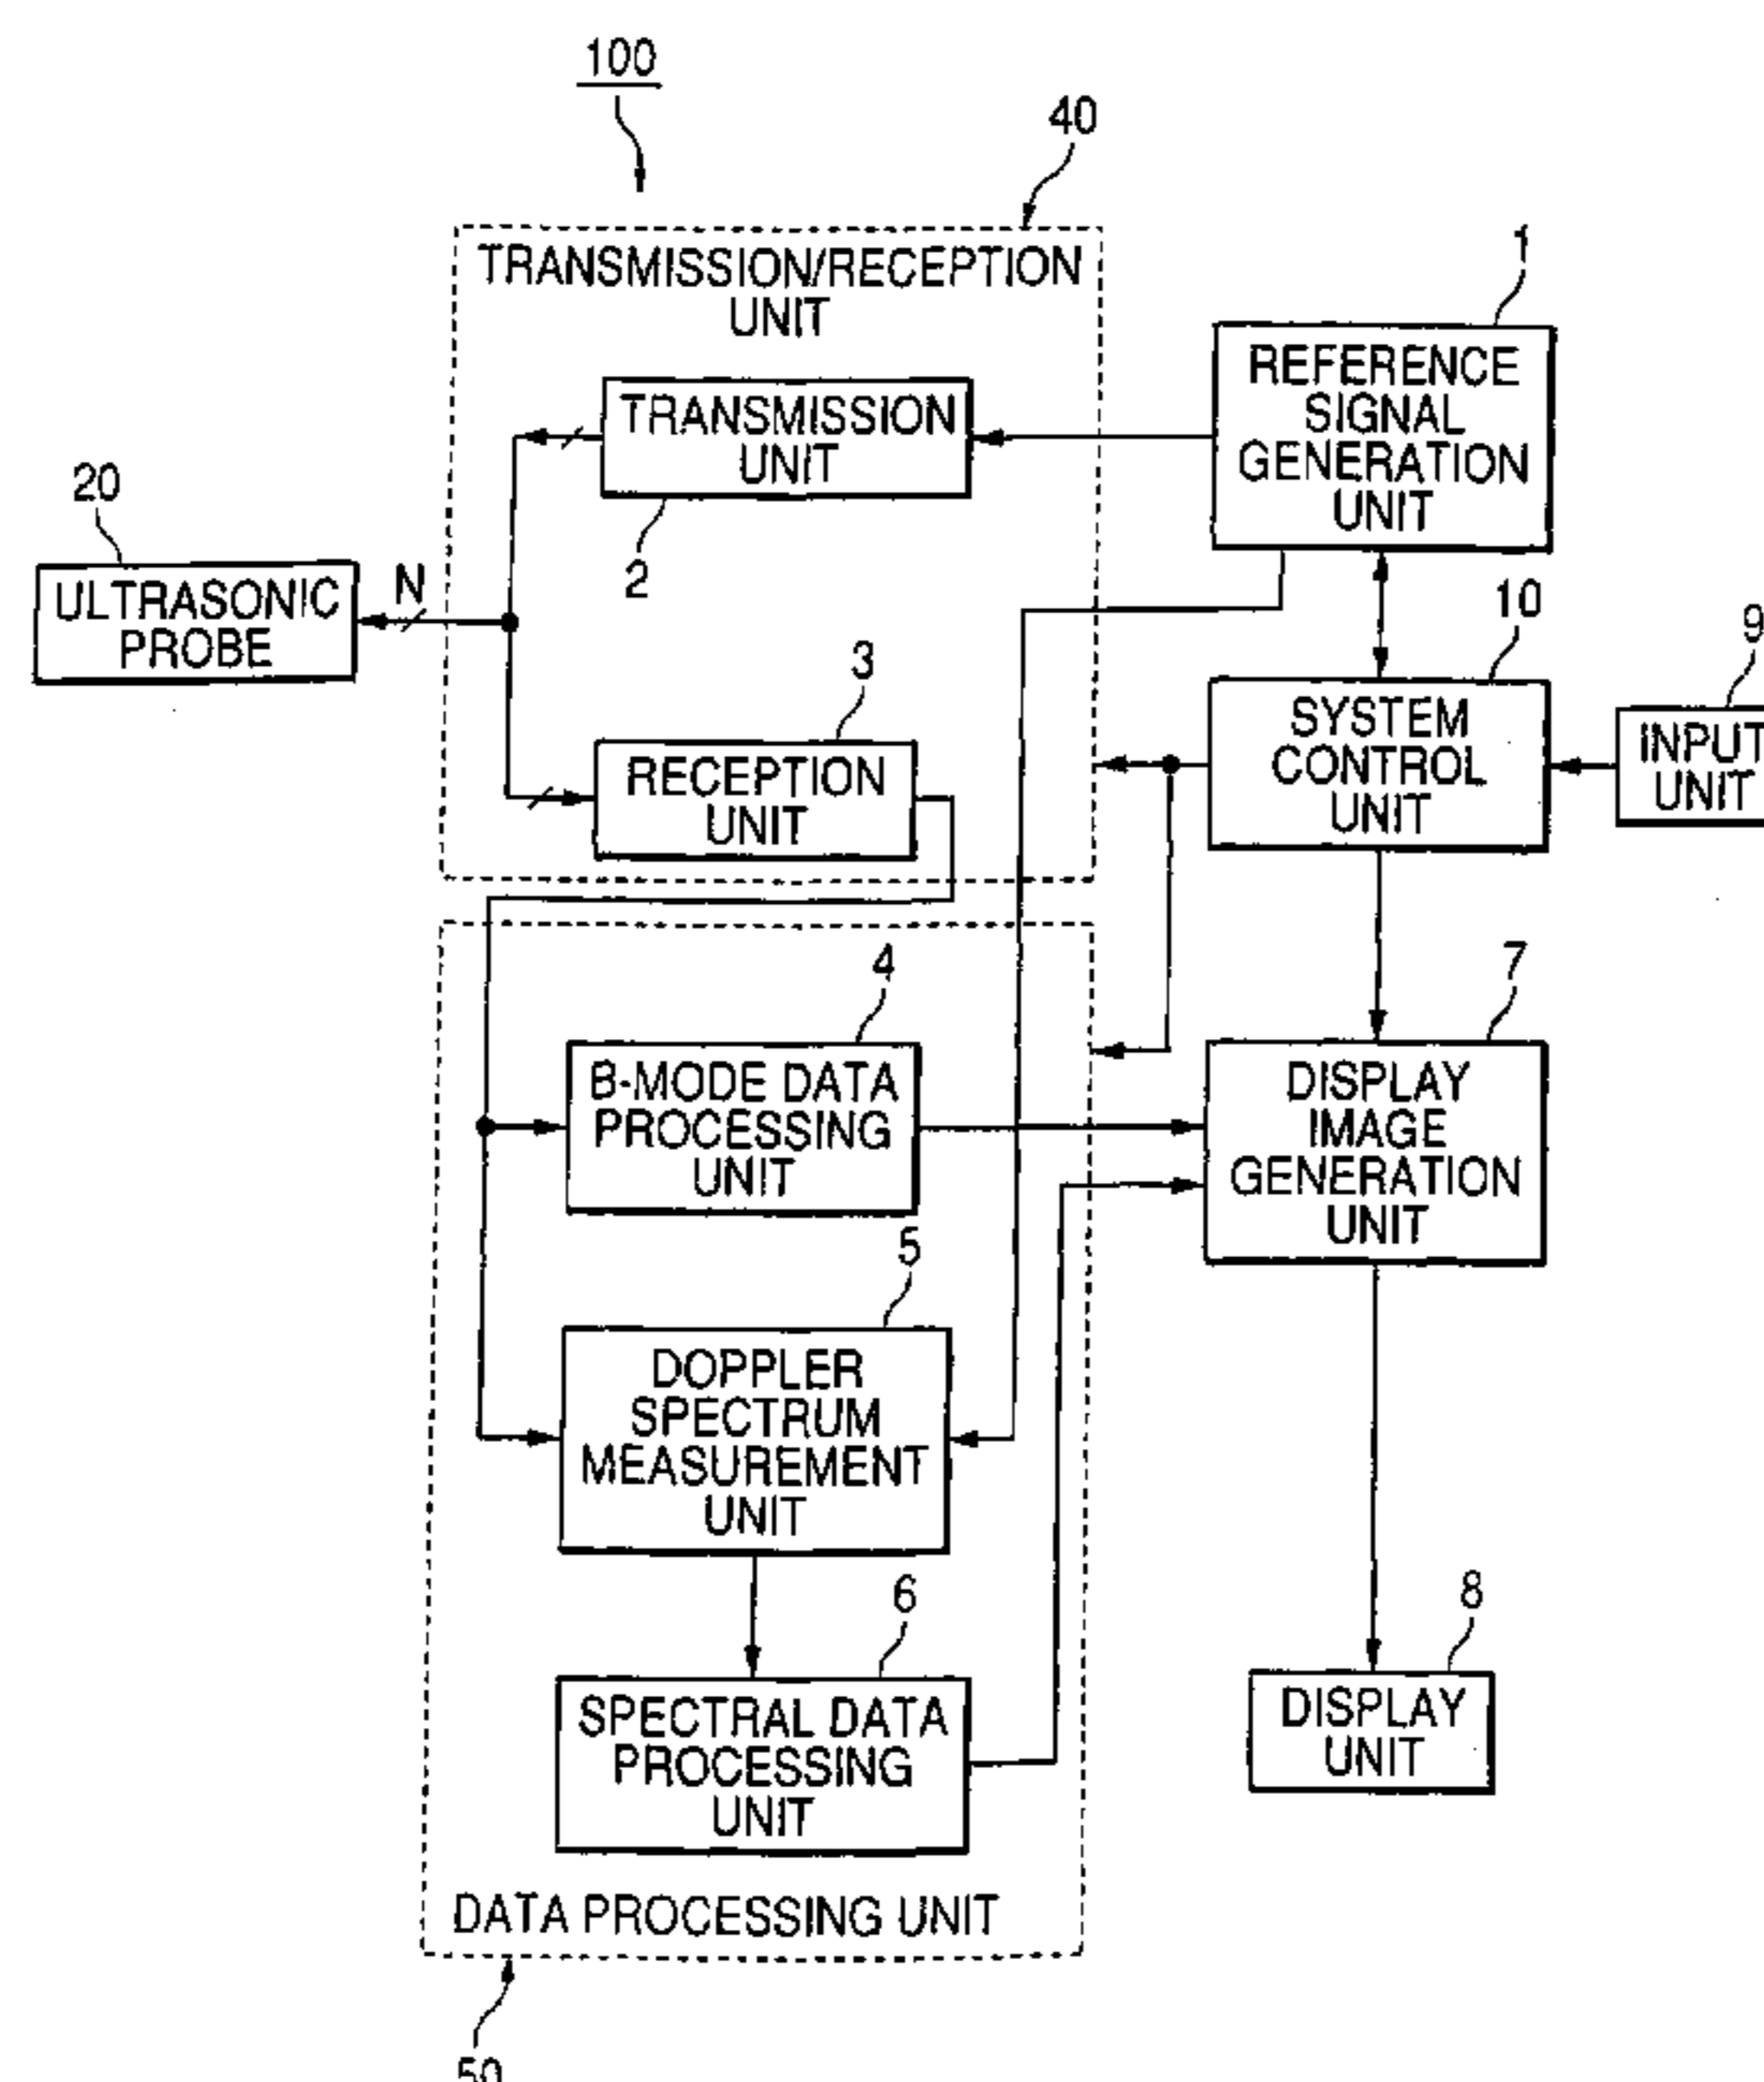 100
40
TRANSMISSION/RECEPTION
UNIT
1
REFERENCE
SIGNAL
GENERATION
UNIT
TRANSMISSION
UNIT
2
20
ULTRASONIC
PROBE
N
3
RECEPTION
UNIT
10
SYSTEM
CONTROL
UNIT
9
INPUT
UNIT
4
B-MODE DATA
PROCESSING
UNIT
7
DISPLAY
IMAGE
GENERATION
UNIT
5
DOPPLER
SPECTRUM
MEASUREMENT
UNIT
6
SPECTRAL DATA
PROCESSING
UNIT
8
DISPLAY
UNIT
DATA PROCESSING UNIT
50